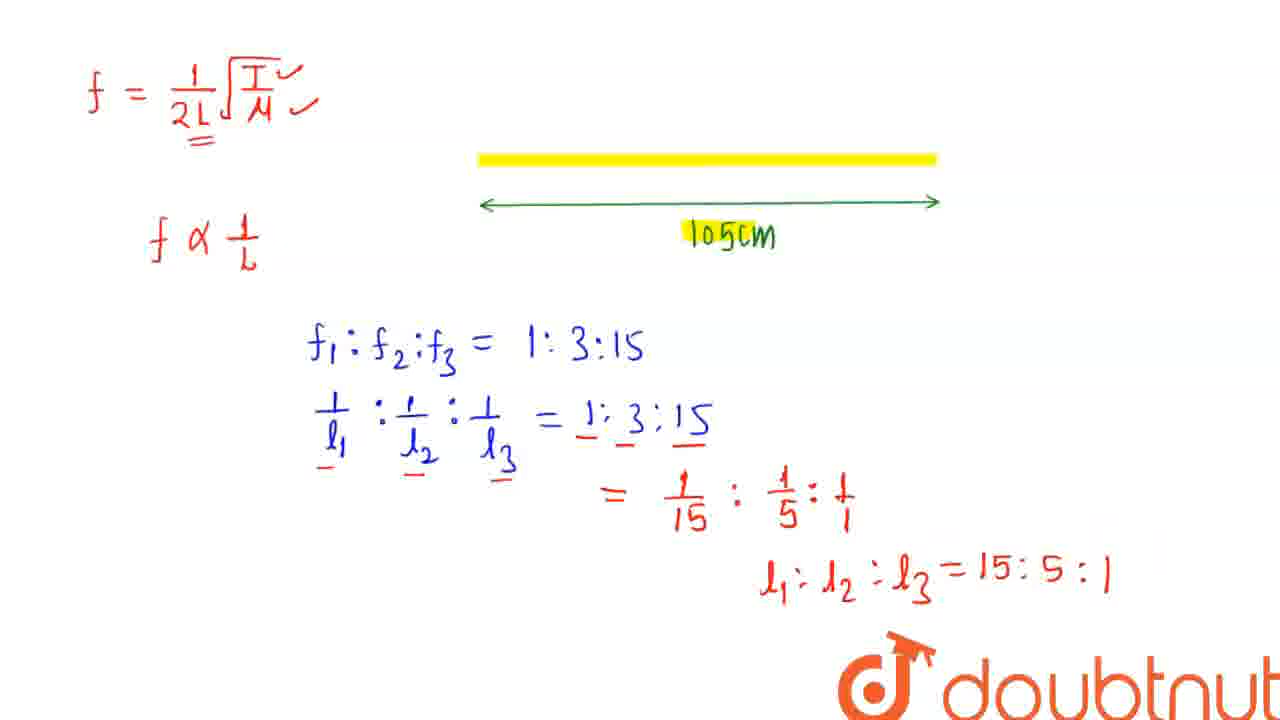 f = 1/2L √T/μ
105cm
f ∝ 1/L
f₁ : f₂ : f₃ = 1 : 3 : 15
1/l₁ : 1/l₂ : 1/l₃ = 1 : 3 : 15
= 1/15 : 1/5 : 1/1
l₁ : l₂ : l₃ = 15 : 5 : 1
doubtnut